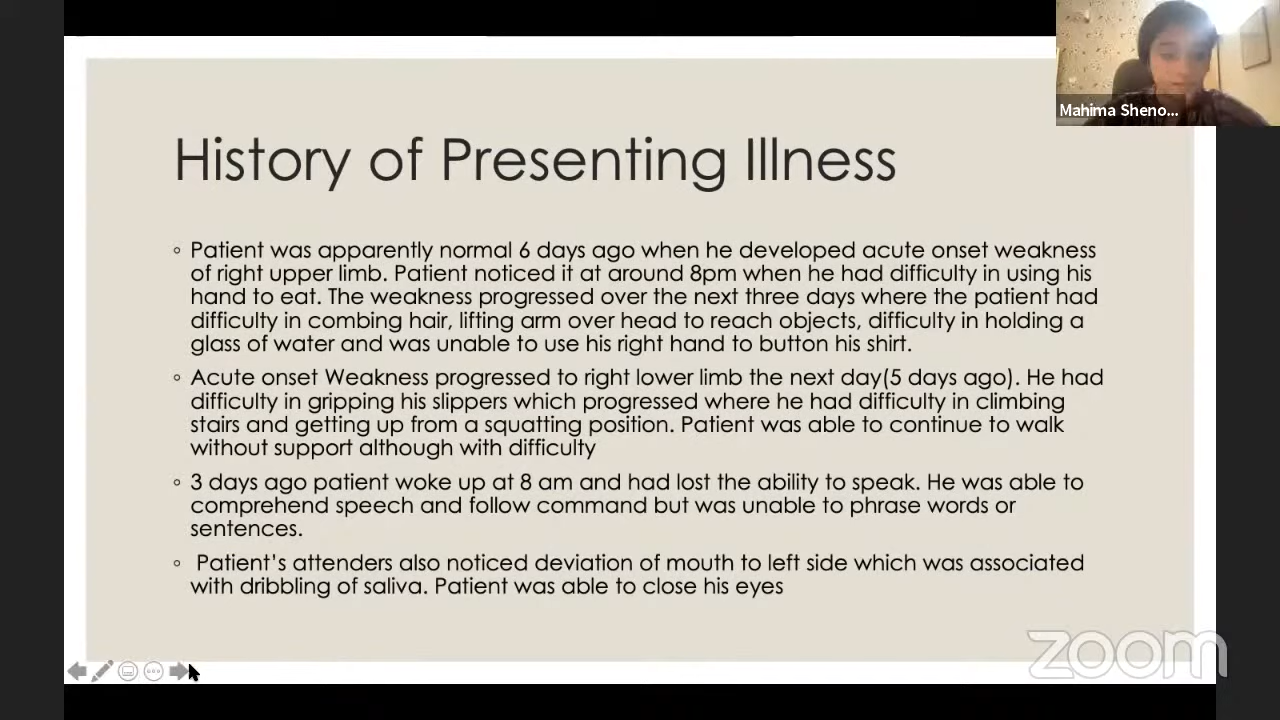 Mahima Sheno...
History of Presenting Illness
◦ Patient was apparently normal 6 days ago when he developed acute onset weakness
of right upper limb. Patient noticed it at around 8pm when he had difficulty in using his
hand to eat. The weakness progressed over the next three days where the patient had
difficulty in combing hair, lifting arm over head to reach objects, difficulty in holding a
glass of water and was unable to use his right hand to button his shirt.
◦ Acute onset Weakness progressed to right lower limb the next day(5 days ago). He had
difficulty in gripping his slippers which progressed where he had difficulty in climbing
stairs and getting up from a squatting position. Patient was able to continue to walk
without support although with difficulty
◦ 3 days ago patient woke up at 8 am and had lost the ability to speak. He was able to
comprehend speech and follow command but was unable to phrase words or
sentences.
◦ Patient’s attenders also noticed deviation of mouth to left side which was associated
with dribbling of saliva. Patient was able to close his eyes
zoom